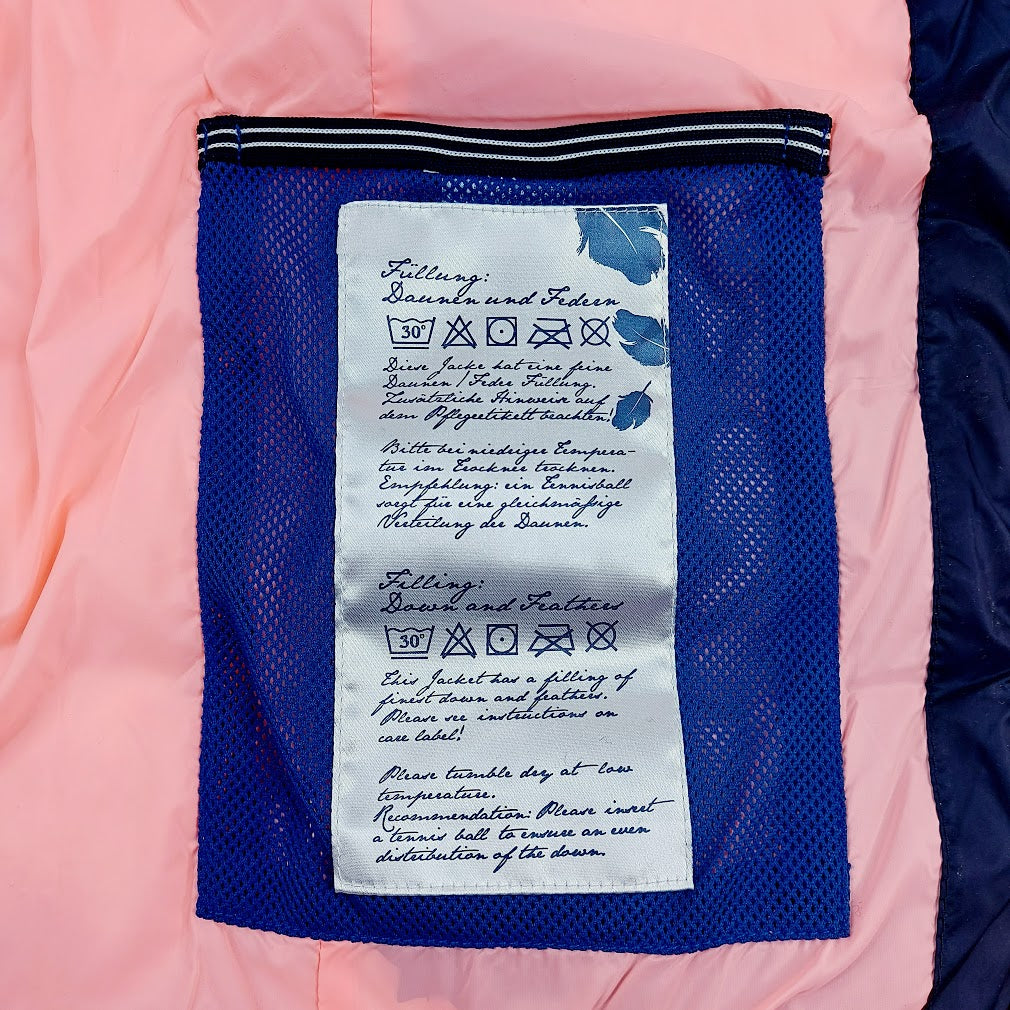 Füllung:
Daunen und Federn
30°
Diese Jacke hat eine feine
Daunen / Feder Füllung.
Zusätzliche Hinweise auf
dem Pflegeetikett beachten!
Bitte bei niedriger Tempera-
tur im Trockner trocknen.
Empfehlung: ein Tennisball
sorgt für eine gleichmäßige
Verteilung der Daunen.
Filling:
Down and Feathers
30°
This Jacket has a filling of
finest down and feathers.
Please see instructions on
care label!
Please tumble dry at low
temperature.
Recommendation: Please insert
a tennis ball to ensure an even
distribution of the down.